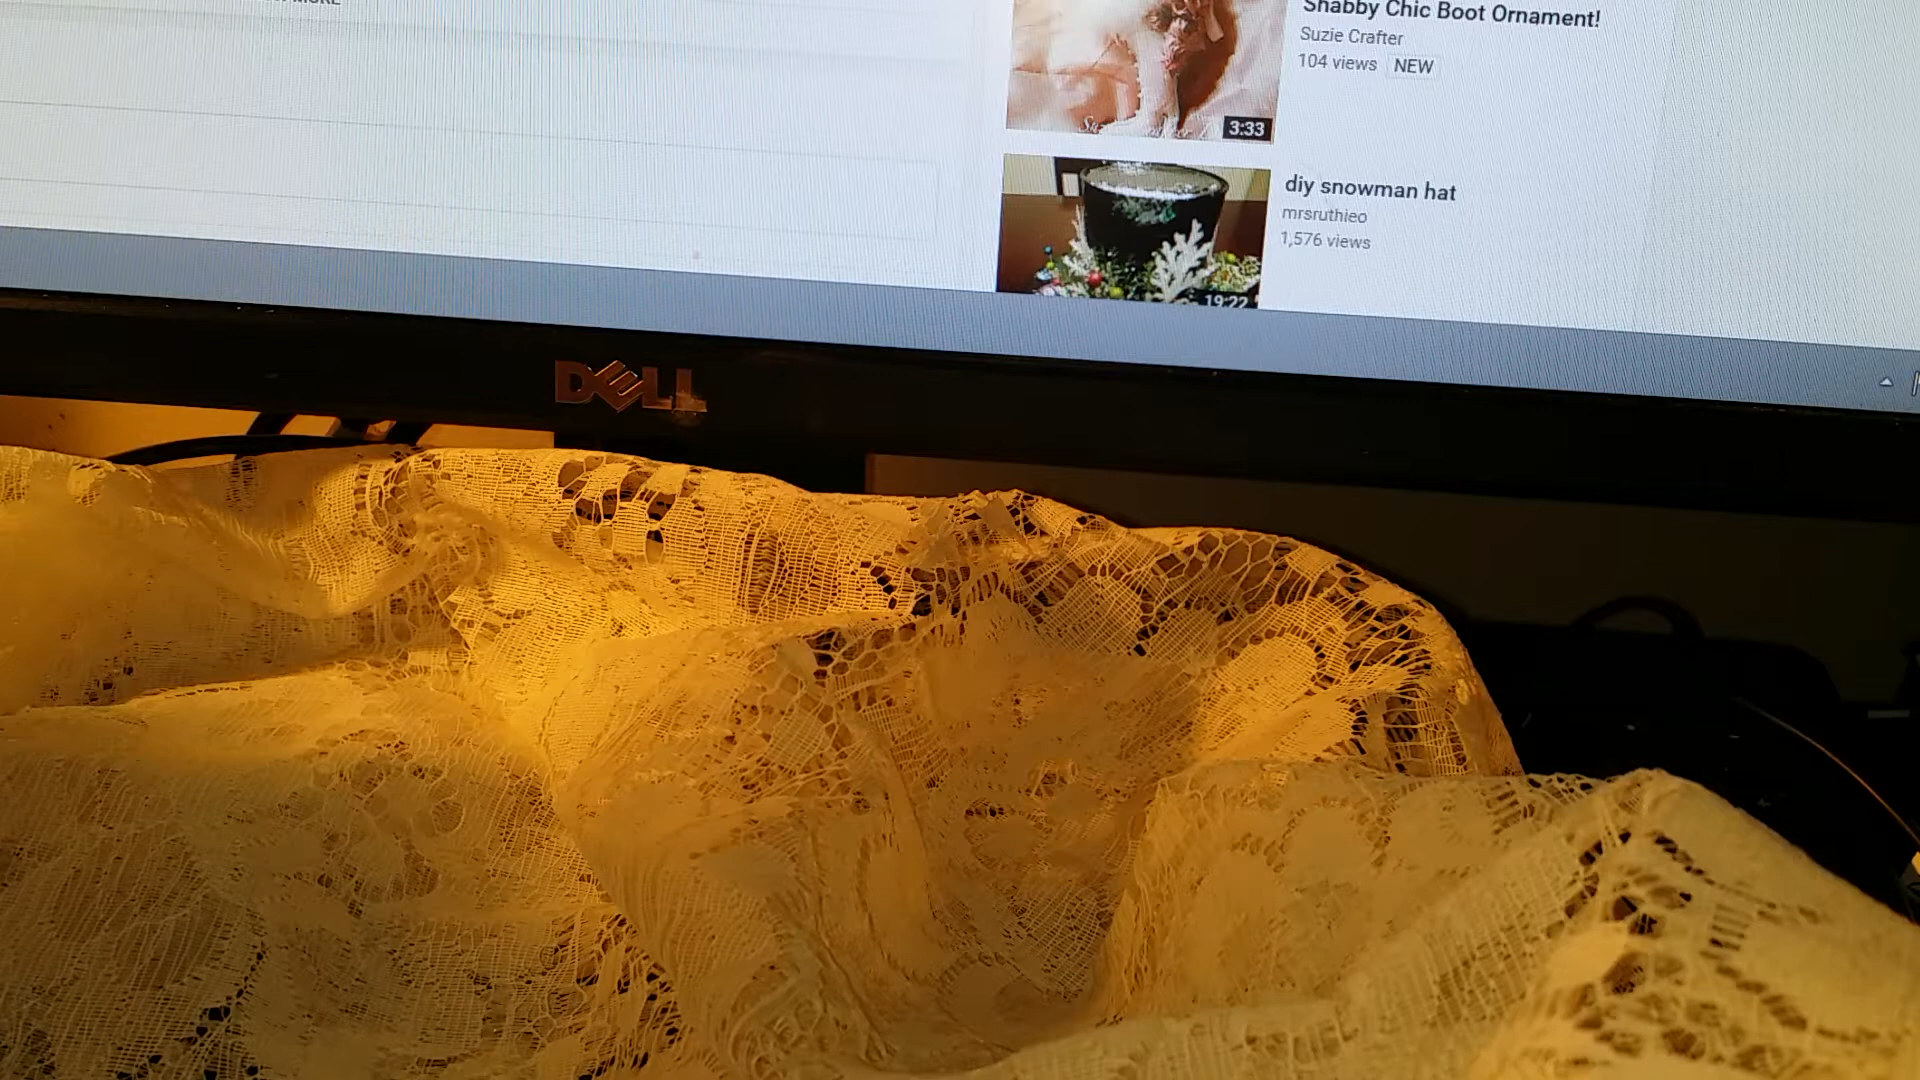 MORE
Shabby Chic Boot Ornament!
Suzie Crafter
104 views NEW
3:33
diy snowman hat
mrsruthieo
1,576 views
19:22
DELL